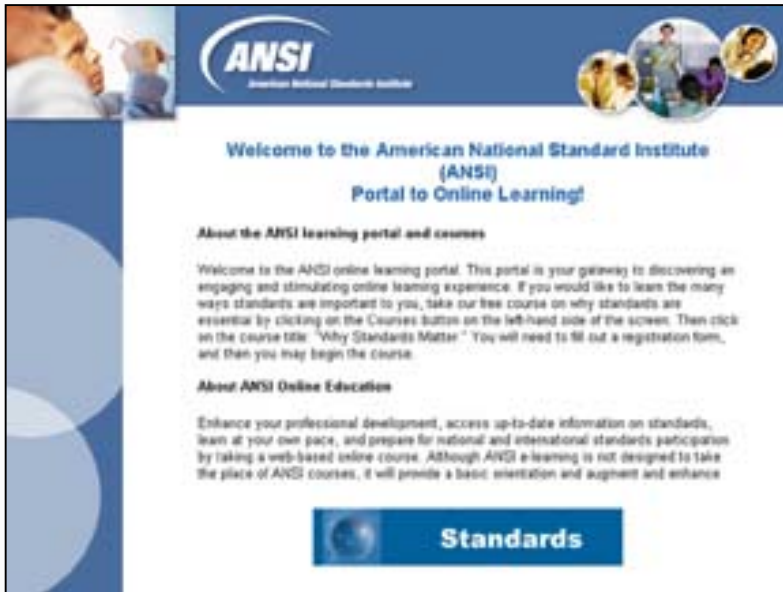 ANSI
American National Standards Institute
Welcome to the American National Standard Institute
(ANSI)
Portal to Online Learning!
About the ANSI learning portal and courses
Welcome to the ANSI online learning portal. This portal is your gateway to discovering an
engaging and stimulating online learning experience. If you would like to learn the many
ways standards are important to you, take our free course on why standards are
essential by clicking on the Courses button on the left-hand side of the screen. Then click
on the course title: "Why Standards Matter." You will need to fill out a registration form,
and then you may begin the course.
About ANSI Online Education
Enhance your professional development, access up-to-date information on standards,
learn at your own pace, and prepare for national and international standards participation
by taking a web-based online course. Although ANSI e-learning is not designed to take
the place of ANSI courses, it will provide a basic orientation and augment and enhance
Standards